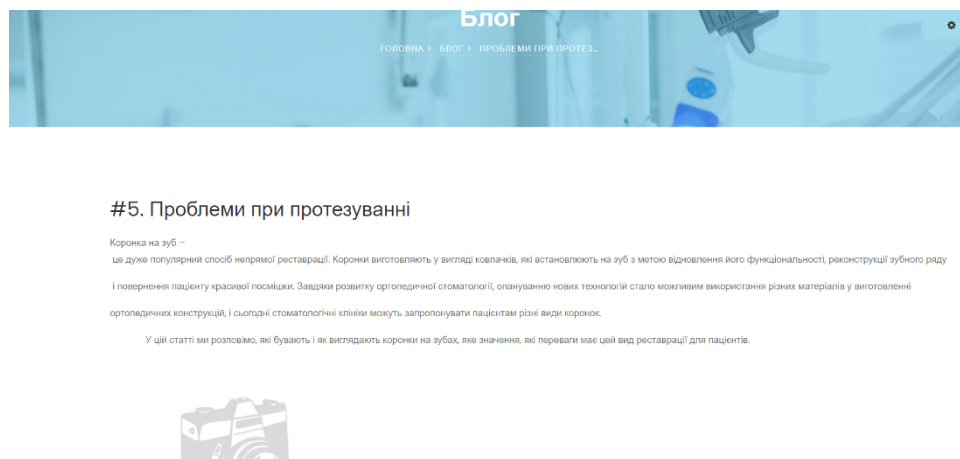 Блог
ГОЛОВНА › БЛОГ › ПРОБЛЕМИ ПРИ ПРОТЕЗ...
#5. Проблеми при протезуванні
Коронка на зуб –
це дуже популярний спосіб непрямої реставрації. Коронки виготовляють у вигляді ковпачків, які встановлюють на зуб з метою відновлення його функціональності, реконструкції зубного ряду
і повернення пацієнту красивої посмішки. Завдяки розвитку ортопедичної стоматології, опануванню нових технологій стало можливим використання різних матеріалів у виготовленні
ортопедичних конструкцій, і сьогодні стоматологічні клініки можуть запропонувати пацієнтам різні види коронок.
У цій статті ми розповімо, які бувають і як виглядають коронки на зубах, яке значення, які переваги має цей вид реставрації для пацієнтів.